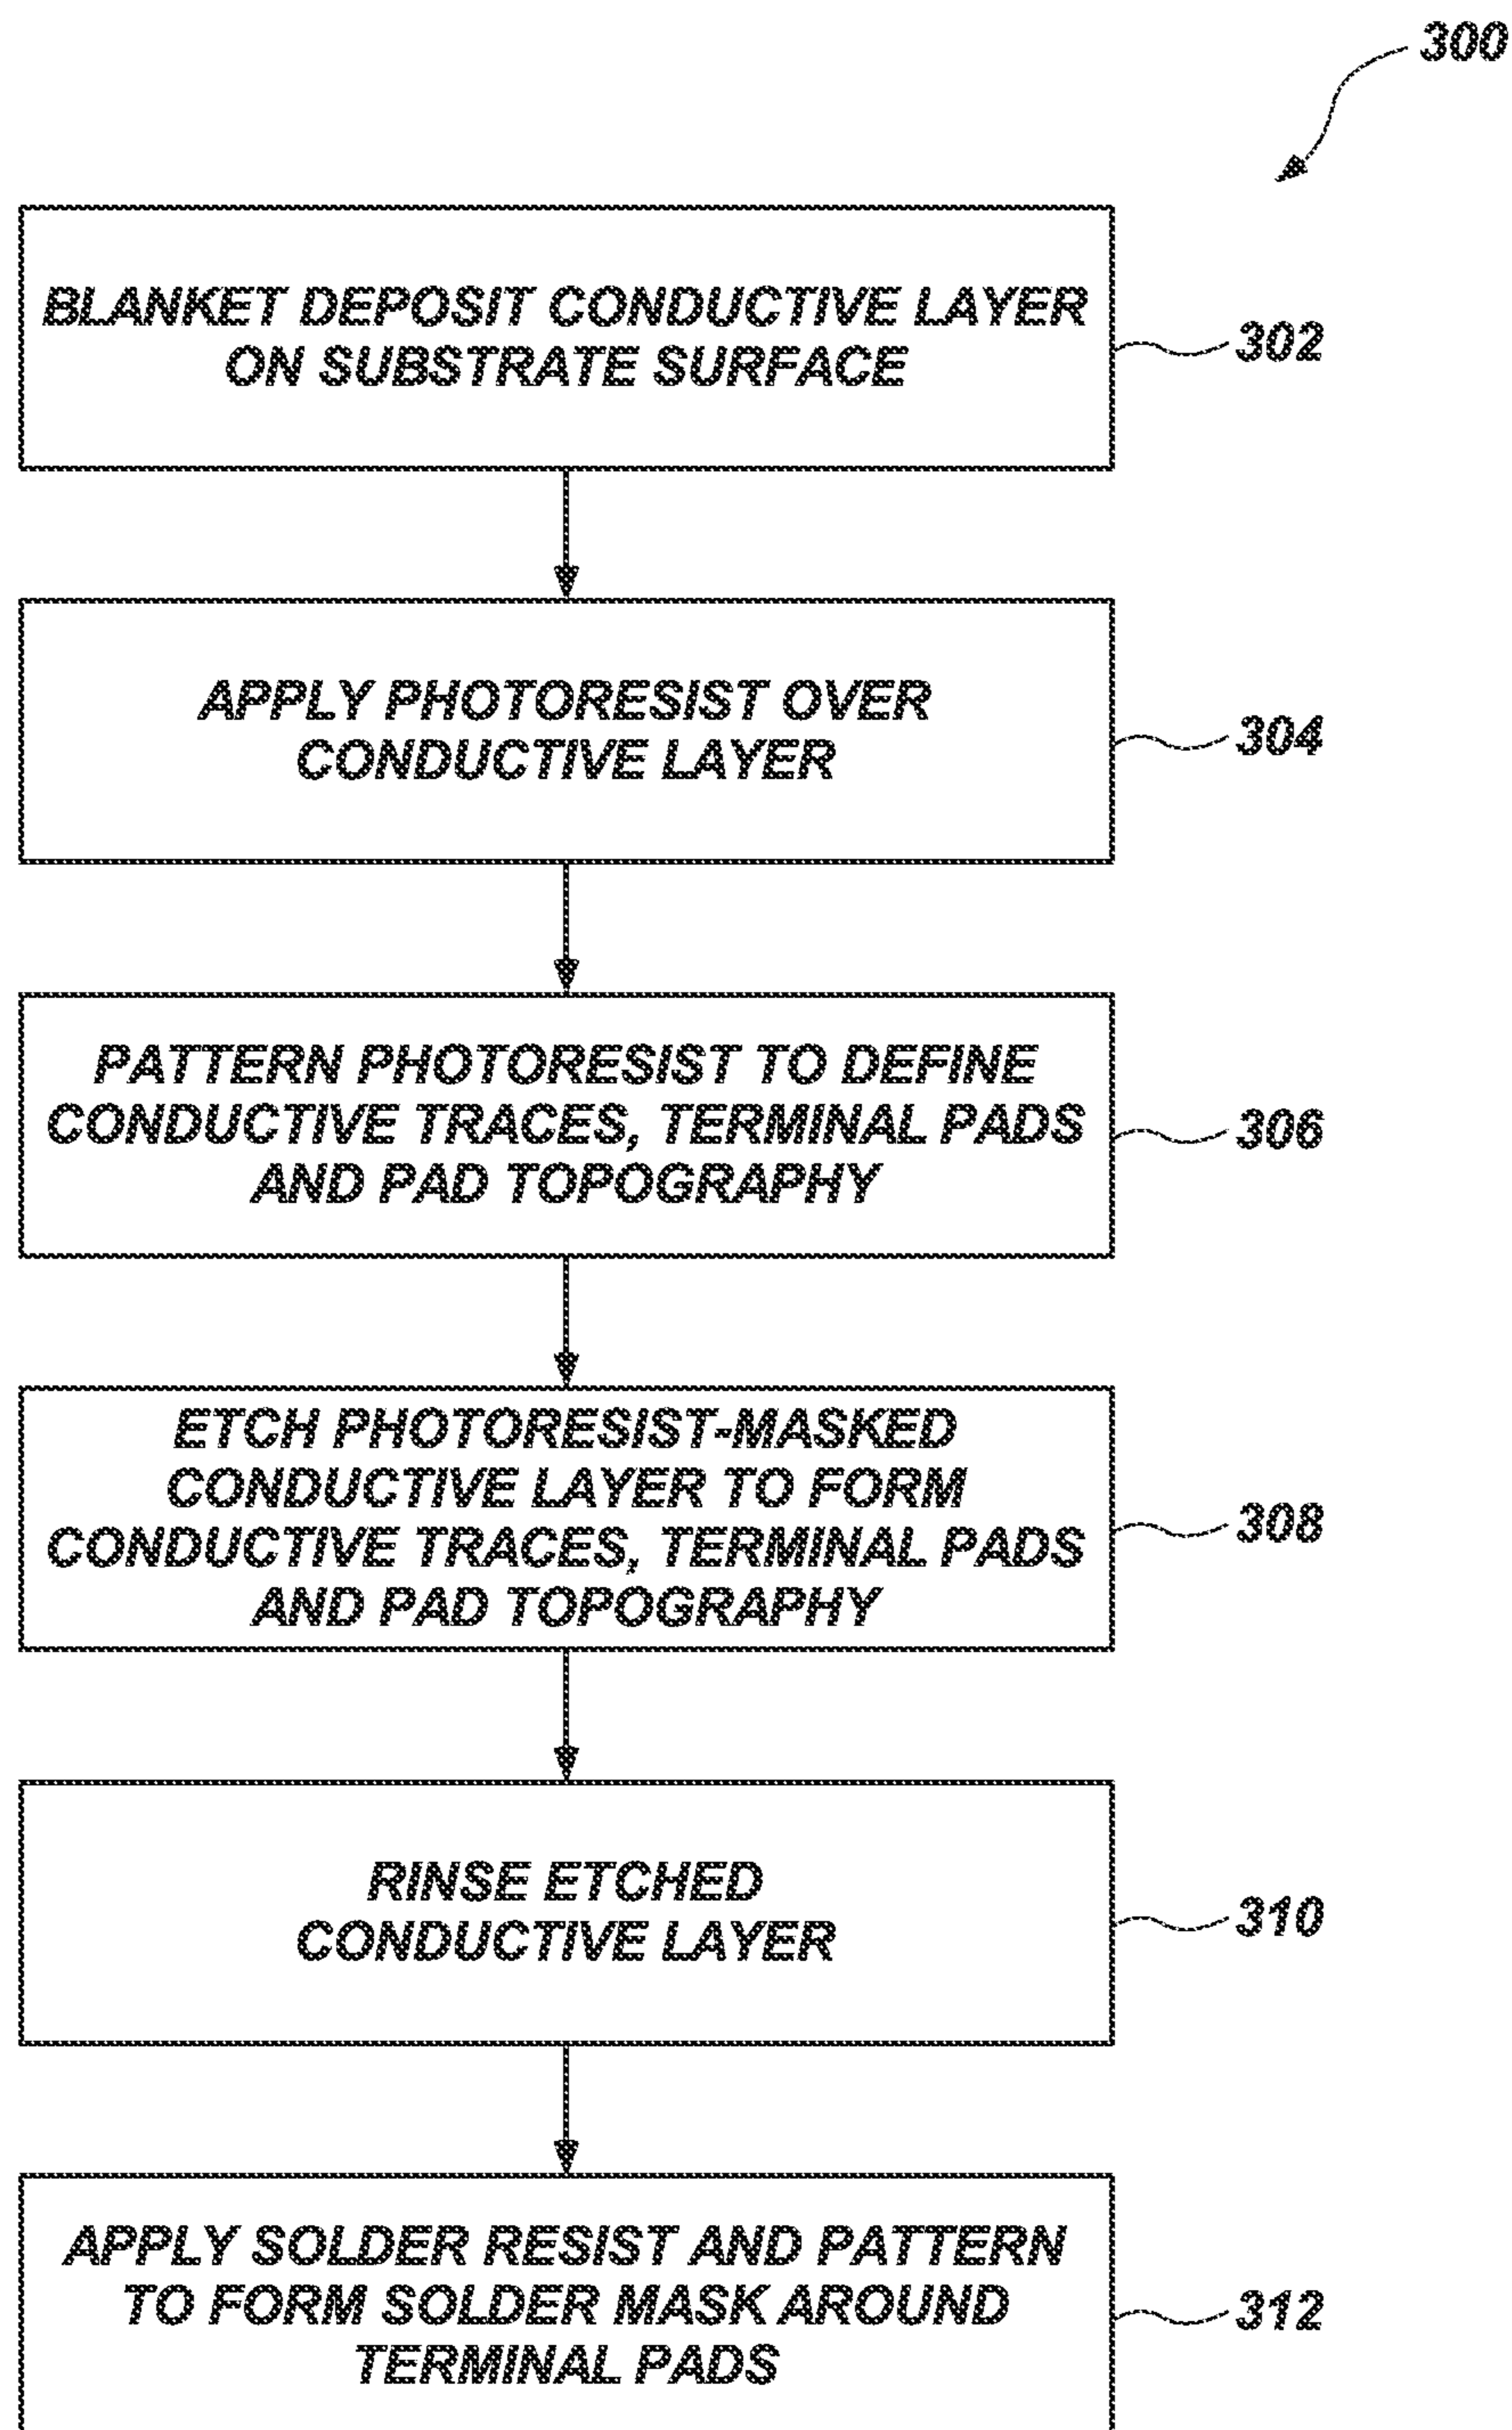 300
BLANKET DEPOSIT CONDUCTIVE LAYER
ON SUBSTRATE SURFACE
302
APPLY PHOTORESIST OVER
CONDUCTIVE LAYER
304
PATTERN PHOTORESIST TO DEFINE
CONDUCTIVE TRACES, TERMINAL PADS
AND PAD TOPOGRAPHY
306
ETCH PHOTORESIST-MASKED
CONDUCTIVE LAYER TO FORM
CONDUCTIVE TRACES, TERMINAL PADS
AND PAD TOPOGRAPHY
308
RINSE ETCHED
CONDUCTIVE LAYER
310
APPLY SOLDER RESIST AND PATTERN
TO FORM SOLDER MASK AROUND
TERMINAL PADS
312